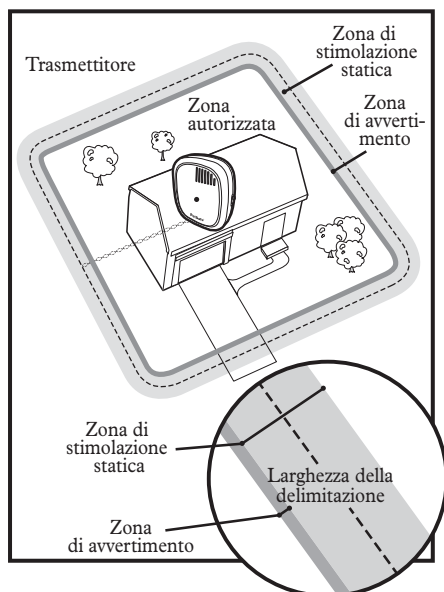 Trasmettitore
Zona di
stimolazione
statica
Zona
autorizzata
Zona
di avverti-
mento
Zona di
stimolazione
statica
Larghezza della
delimitazione
Zona
di avvertimento